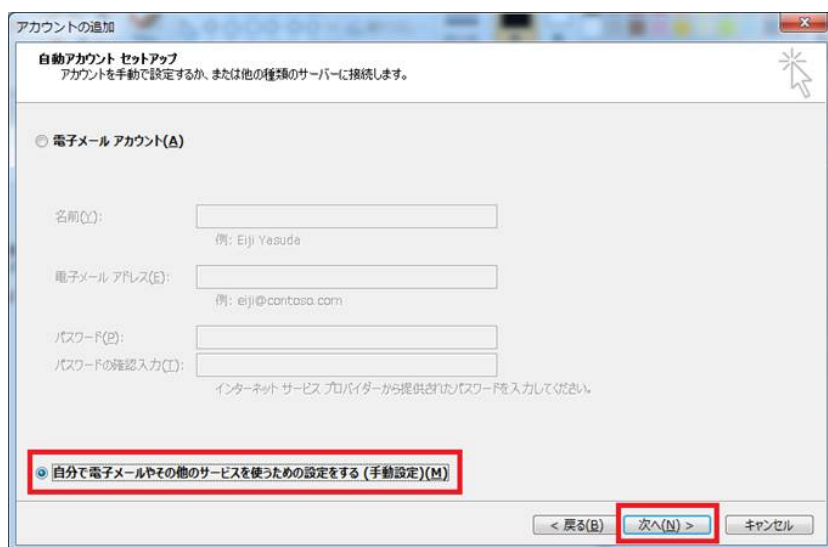 アカウントの追加
自動アカウント セットアップ
アカウントを手動で設定するか、または他の種類のサーバーに接続します。
電子メール アカウント(A)
名前(Y):
例: Eiji Yasuda
電子メール アドレス(E):
例: eiji@contoso.com
パスワード(P):
パスワードの確認入力(T):
インターネット サービス プロバイダーから提供されたパスワードを入力してください。
自分で電子メールやその他のサービスを使うための設定をする (手動設定)(M)
< 戻る(B) 次へ(N) > キャンセル